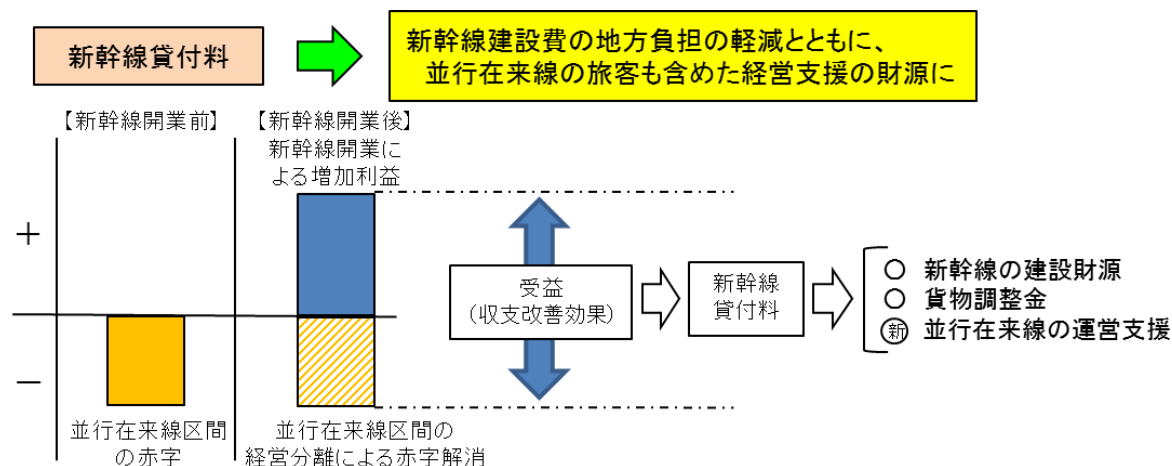 新幹線貸付料
新幹線建設費の地方負担の軽減とともに、
並行在来線の旅客も含めた経営支援の財源に
【新幹線開業前】
【新幹線開業後】
新幹線開業に
よる増加利益
＋
－
並行在来線区間
の赤字
並行在来線区間の
経営分離による赤字解消
受益
(収支改善効果)
新幹線
貸付料
○ 新幹線の建設財源
○ 貨物調整金
㊟新 並行在来線の運営支援